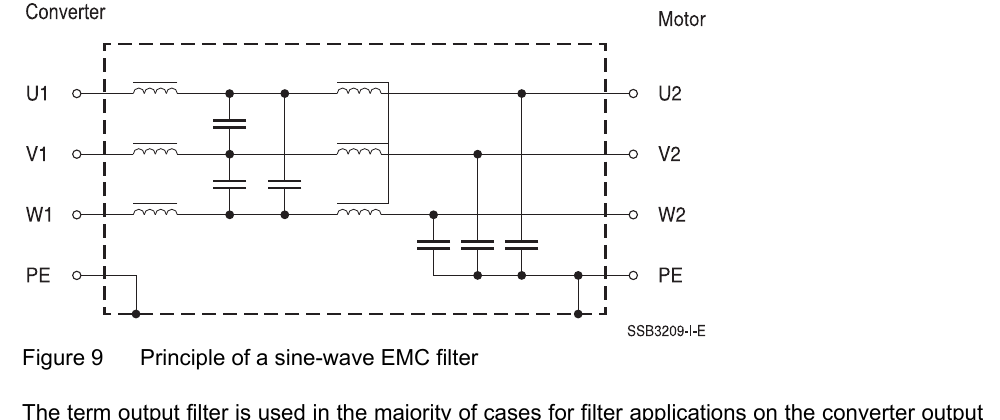 Converter
Motor
U1
U2
V1
V2
W1
W2
PE
PE
SSB3209-I-E
Figure 9 Principle of a sine-wave EMC filter
The term output filter is used in the majority of cases for filter applications on the converter output